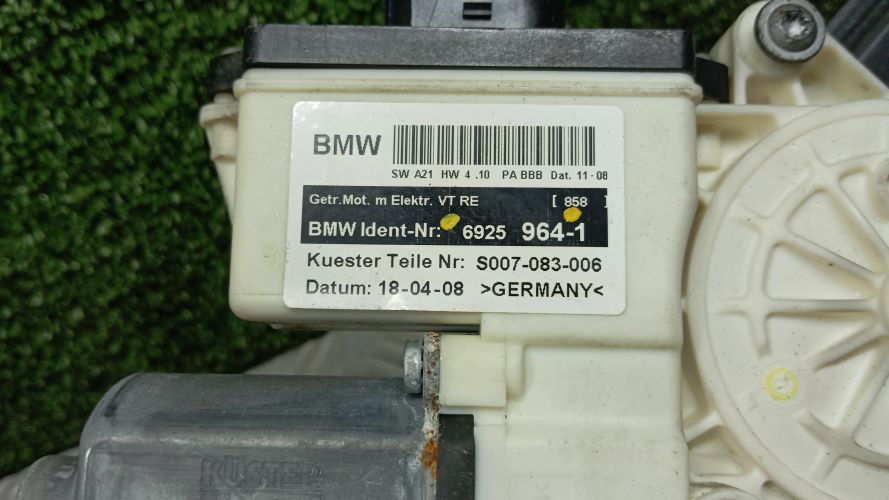 BMW
SW A21 HW 4 .10 PA BBB Dat. 11-08
Getr.Mot. m Elektr. VT RE [ 858 ]
BMW Ident-Nr: 6925 964-1
Kuester Teile Nr: S007-083-006
Datum: 18-04-08 >GERMANY<
KÜSTER